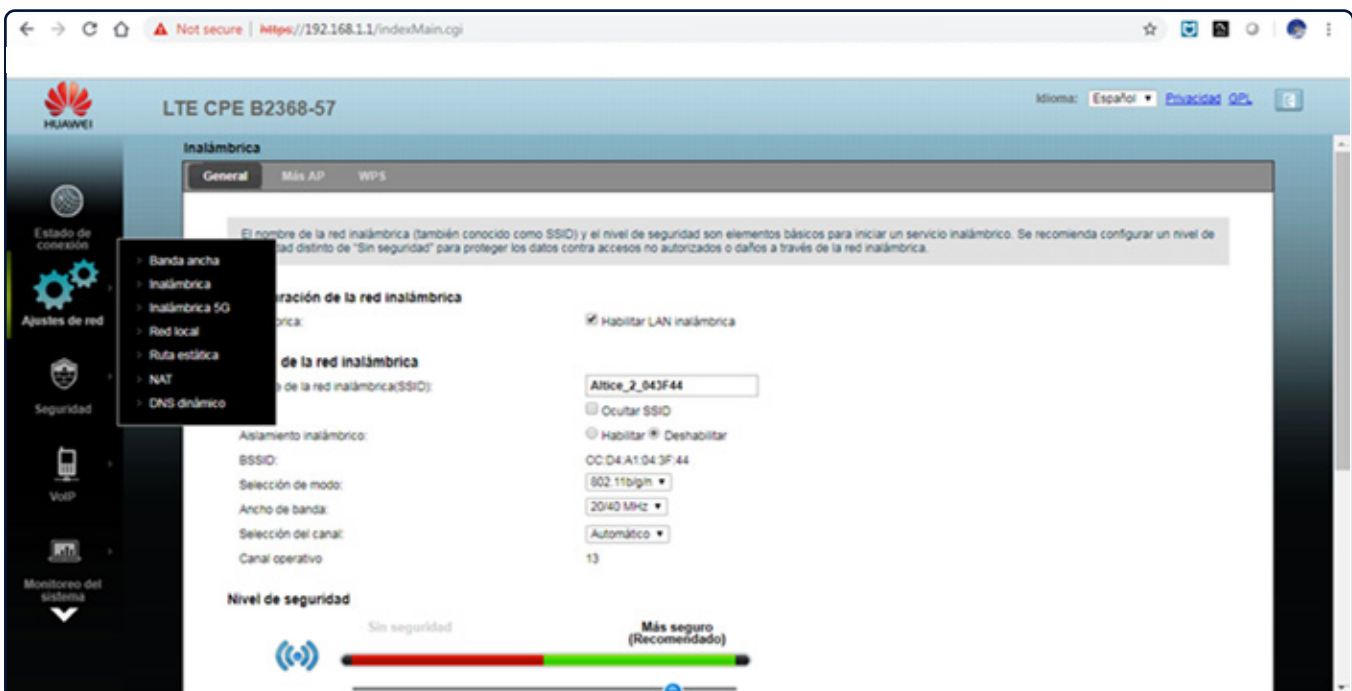 Not secure | https://192.168.1.1/indexMain.cgi
HUAWEI
LTE CPE B2368-57
Idioma: Español Privacidad GPL
Inalámbrica
General Más AP WPS
El nombre de la red inalámbrica (también conocido como SSID) y el nivel de seguridad son elementos básicos para iniciar un servicio inalámbrico. Se recomienda configurar un nivel de
ad distinto de "Sin seguridad" para proteger los datos contra accesos no autorizados o daños a través de la red inalámbrica.
Estado de
conexión
Ajustes de red
Seguridad
VoIP
Monitoreo del
sistema
Banda ancha
Inalámbrica
Inalámbrica 5G
Red local
Ruta estática
NAT
DNS dinámico
ración de la red inalámbrica
rica: Habilitar LAN inalámbrica
de la red inalámbrica
de la red inalámbrica(SSID): Altice_2_043F44
Ocultar SSID
Aislamiento inalámbrico: Habilitar Deshabilitar
BSSID: CC:D4:A1:04:3F:44
Selección de modo: 802.11b/g/n
Ancho de banda: 20/40 MHz
Selección del canal: Automático
Canal operativo 13
Nivel de seguridad
Sin seguridad
Más seguro
(Recomendado)